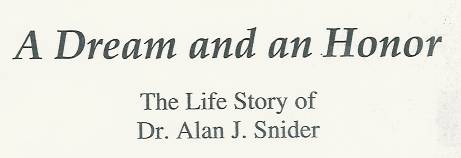 A Dream and an Honor
The Life Story of
Dr. Alan J. Snider